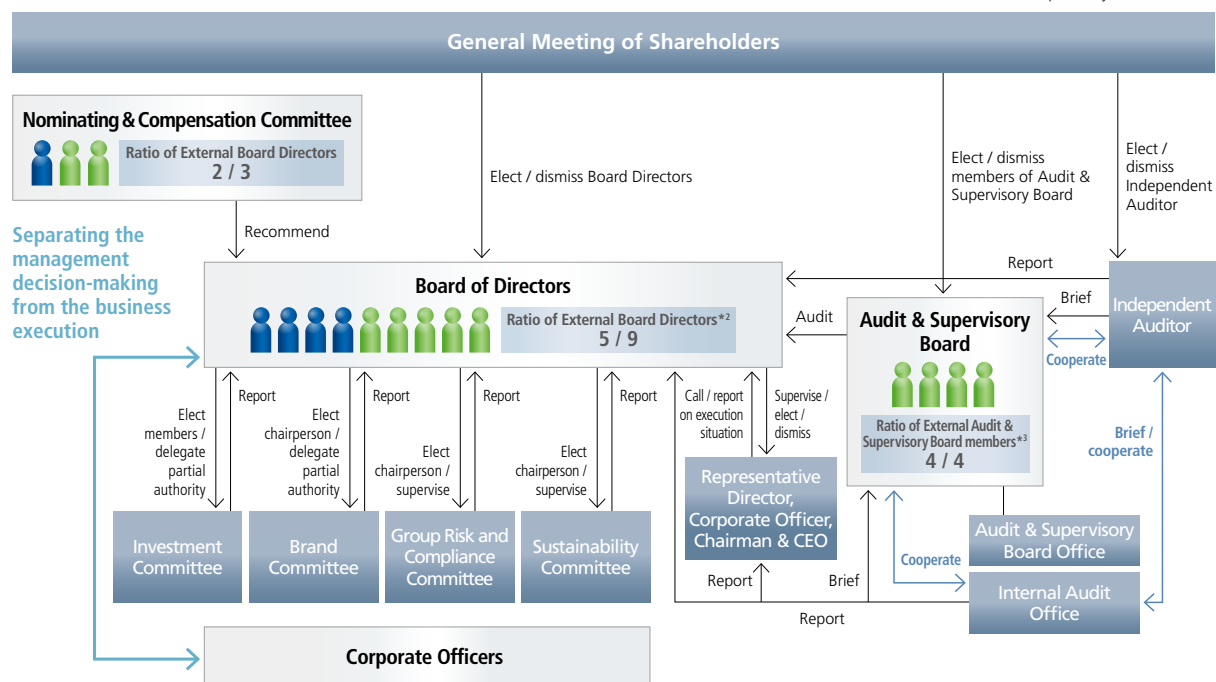 General Meeting of Shareholders
Nominating & Compensation Committee
Ratio of External Board Directors
2 / 3
Elect / dismiss Board Directors
Elect / dismiss
members of Audit &
Supervisory Board
Elect /
dismiss
Independent
Auditor
Recommend
Separating the
management
decision-making
from the business
execution
Board of Directors
Ratio of External Board Directors*2
5 / 9
Report
Audit
Brief
Cooperate
Independent
Auditor
Audit & Supervisory
Board
Ratio of External Audit &
Supervisory Board members*3
4 / 4
Brief /
cooperate
Elect
members /
delegate
partial
authority
Report
Elect
chairperson /
delegate
partial
authority
Report
Elect
chairperson /
supervise
Report
Elect
chairperson /
supervise
Report
Call / report
on execution
situation
Supervise /
elect /
dismiss
Investment
Committee
Brand
Committee
Group Risk and
Compliance
Committee
Sustainability
Committee
Representative
Director,
Corporate Officer,
Chairman & CEO
Audit & Supervisory
Board Office
Cooperate
Internal Audit
Office
Report
Brief
Report
Corporate Officers